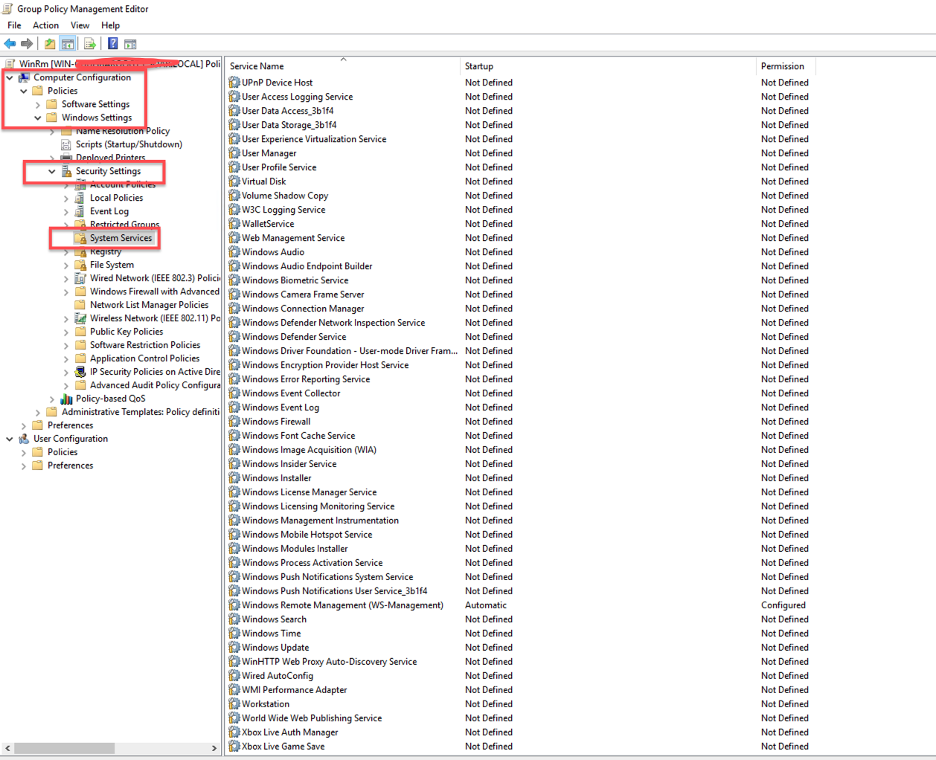 Group Policy Management Editor
File Action View Help
WinRm [WIN- LOCAL] Poli
Computer Configuration
Policies
Software Settings
Windows Settings
Name Resolution Policy
Scripts (Startup/Shutdown)
Deployed Printers
Security Settings
Account Policies
Local Policies
Event Log
Restricted Groups
System Services
Registry
File System
Wired Network (IEEE 802.3) Policie
Windows Firewall with Advanced
Network List Manager Policies
Wireless Network (IEEE 802.11) Po
Public Key Policies
Software Restriction Policies
Application Control Policies
IP Security Policies on Active Dire
Advanced Audit Policy Configura
Policy-based QoS
Administrative Templates: Policy definiti
Preferences
User Configuration
Policies
Preferences
Service Name Startup Permission
UPnP Device Host Not Defined Not Defined
User Access Logging Service Not Defined Not Defined
User Data Access_3b1f4 Not Defined Not Defined
User Data Storage_3b1f4 Not Defined Not Defined
User Experience Virtualization Service Not Defined Not Defined
User Manager Not Defined Not Defined
User Profile Service Not Defined Not Defined
Virtual Disk Not Defined Not Defined
Volume Shadow Copy Not Defined Not Defined
W3C Logging Service Not Defined Not Defined
WalletService Not Defined Not Defined
Web Management Service Not Defined Not Defined
Windows Audio Not Defined Not Defined
Windows Audio Endpoint Builder Not Defined Not Defined
Windows Biometric Service Not Defined Not Defined
Windows Camera Frame Server Not Defined Not Defined
Windows Connection Manager Not Defined Not Defined
Windows Defender Network Inspection Service Not Defined Not Defined
Windows Defender Service Not Defined Not Defined
Windows Driver Foundation - User-mode Driver Fram... Not Defined Not Defined
Windows Encryption Provider Host Service Not Defined Not Defined
Windows Error Reporting Service Not Defined Not Defined
Windows Event Collector Not Defined Not Defined
Windows Event Log Not Defined Not Defined
Windows Firewall Not Defined Not Defined
Windows Font Cache Service Not Defined Not Defined
Windows Image Acquisition (WIA) Not Defined Not Defined
Windows Insider Service Not Defined Not Defined
Windows Installer Not Defined Not Defined
Windows License Manager Service Not Defined Not Defined
Windows Licensing Monitoring Service Not Defined Not Defined
Windows Management Instrumentation Not Defined Not Defined
Windows Mobile Hotspot Service Not Defined Not Defined
Windows Modules Installer Not Defined Not Defined
Windows Process Activation Service Not Defined Not Defined
Windows Push Notifications System Service Not Defined Not Defined
Windows Push Notifications User Service_3b1f4 Not Defined Not Defined
Windows Remote Management (WS-Management) Automatic Configured
Windows Search Not Defined Not Defined
Windows Time Not Defined Not Defined
Windows Update Not Defined Not Defined
WinHTTP Web Proxy Auto-Discovery Service Not Defined Not Defined
Wired AutoConfig Not Defined Not Defined
WMI Performance Adapter Not Defined Not Defined
Workstation Not Defined Not Defined
World Wide Web Publishing Service Not Defined Not Defined
Xbox Live Auth Manager Not Defined Not Defined
Xbox Live Game Save Not Defined Not Defined